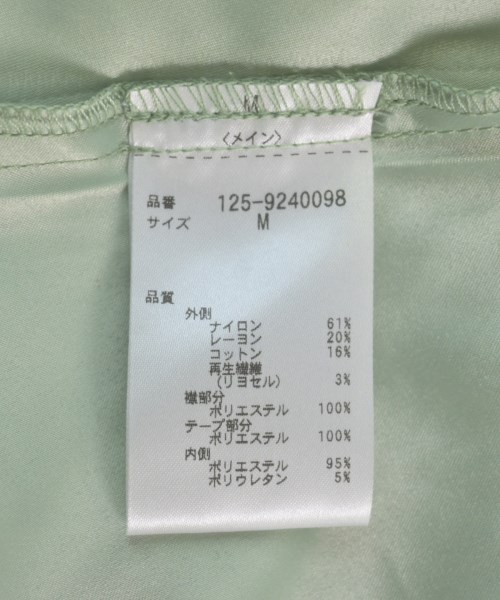 M
〈メイン〉
品番 125-9240098
サイズ M
品質
外側
ナイロン 61%
レーヨン 20%
コットン 16%
再生繊維
(リヨセル) 3%
襟部分
ポリエステル 100%
テープ部分
ポリエステル 100%
内側
ポリエステル 95%
ポリウレタン 5%